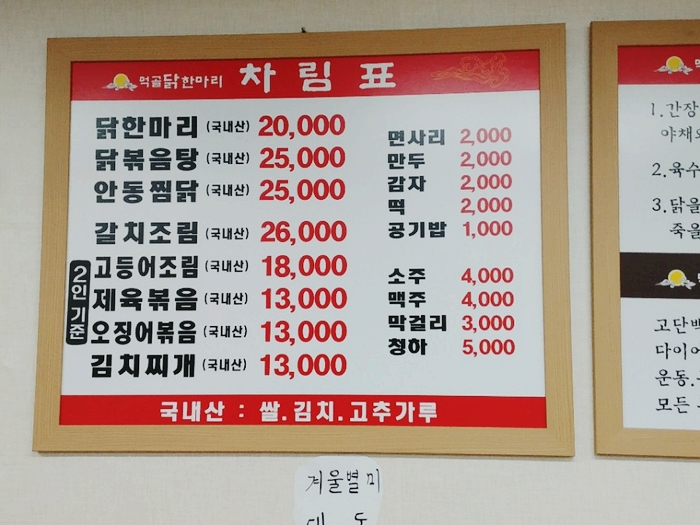 먹골닭한마리 차림표
닭한마리 (국내산) 20,000
닭볶음탕 (국내산) 25,000
안동찜닭 (국내산) 25,000
갈치조림 (국내산) 26,000
2인기준
고등어조림 (국내산) 18,000
제육볶음 (국내산) 13,000
오징어볶음 (국내산) 13,000
김치찌개 (국내산) 13,000
면사리 2,000
만두 2,000
감자 2,000
떡 2,000
공기밥 1,000
소주 4,000
맥주 4,000
막걸리 3,000
청하 5,000
국내산 : 쌀.김치.고추가루
겨울별미
1.간장
야채
2.육수
3.닭을
죽을
고단백
다이어
운동.
모든